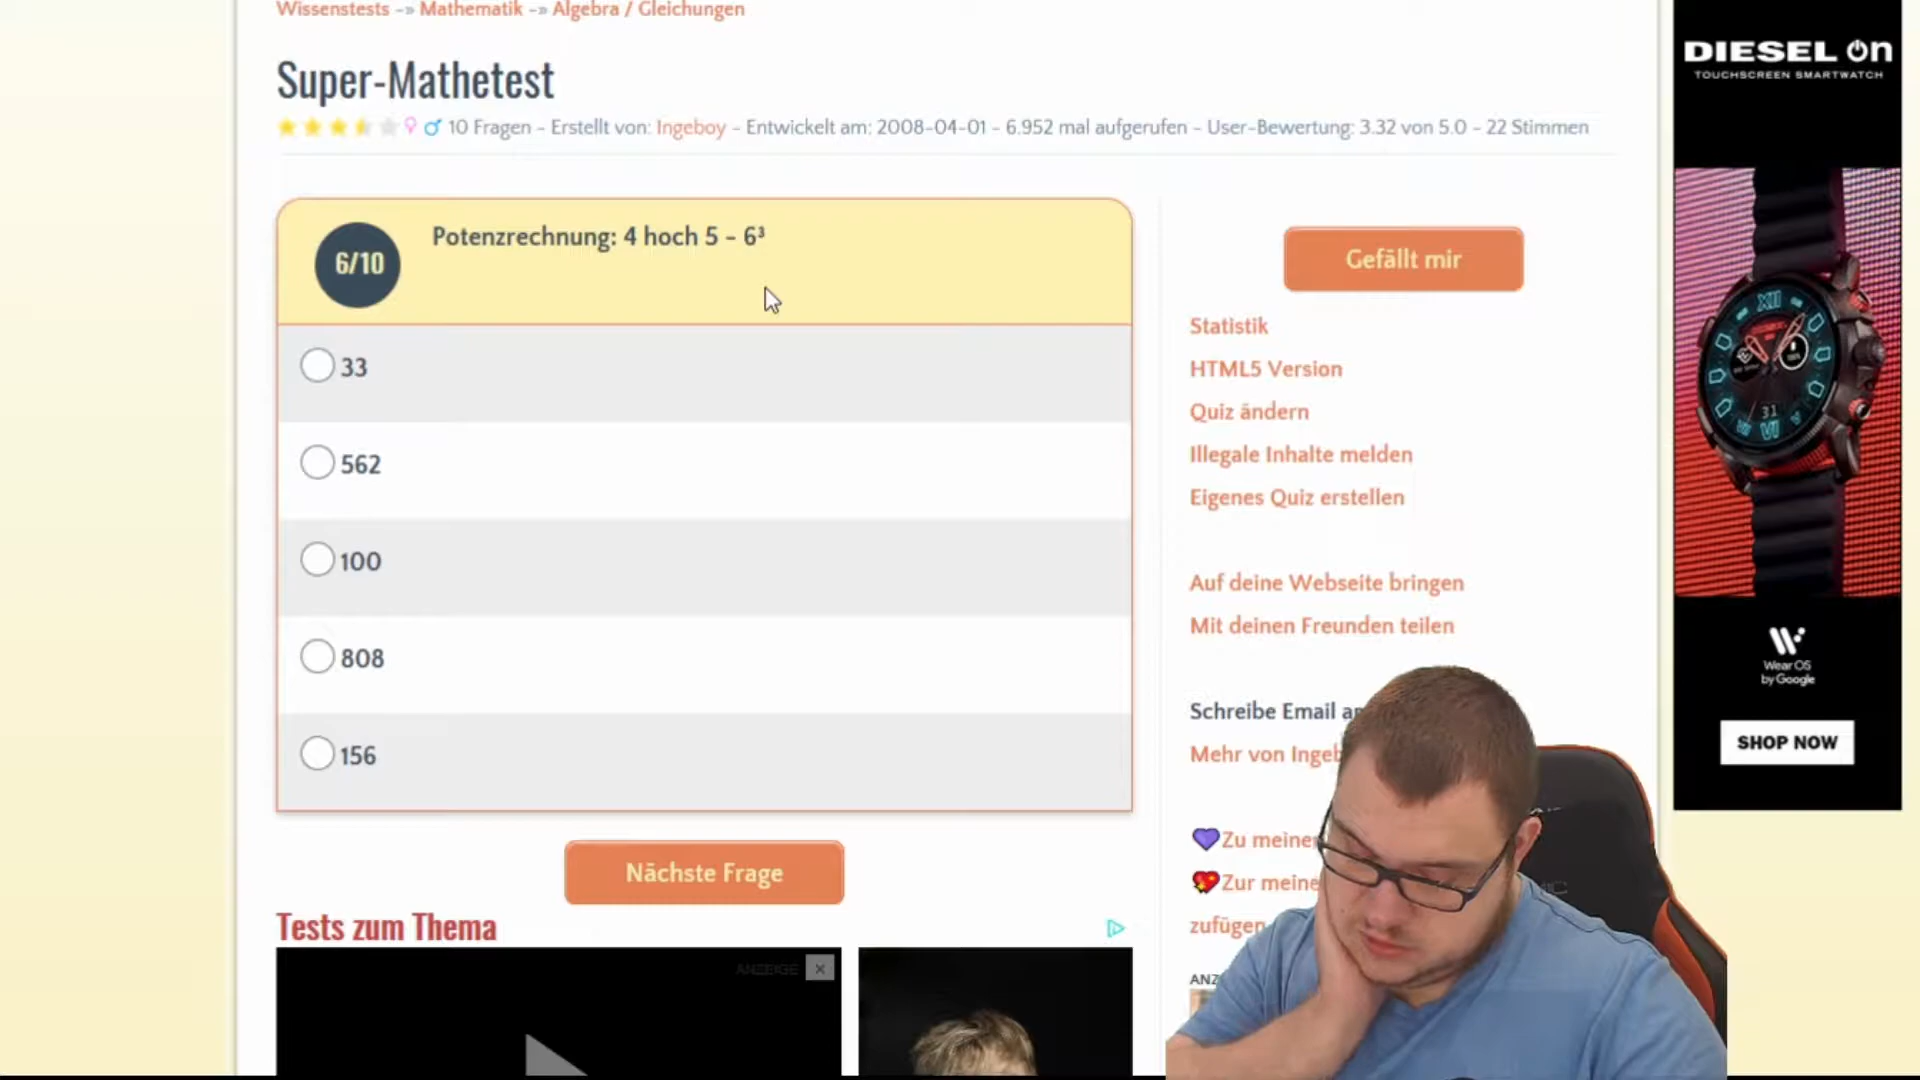 Wissenstests -» Mathematik -» Algebra / Gleichungen
Super-Mathetest
10 Fragen - Erstellt von: Ingeboy - Entwickelt am: 2008-04-01 - 6.952 mal aufgerufen - User-Bewertung: 3.32 von 5.0 - 22 Stimmen
6/10
Potenzrechnung: 4 hoch 5 - 6³
33
562
100
808
156
Nächste Frage
Tests zum Thema
ANZEIGE
Gefällt mir
Statistik
HTML5 Version
Quiz ändern
Illegale Inhalte melden
Eigenes Quiz erstellen
Auf deine Webseite bringen
Mit deinen Freunden teilen
Schreibe Email
Mehr von
Zu
Zur
zufügen
DIESEL On
TOUCHSCREEN SMARTWATCH
Wear OS
by Google
SHOP NOW